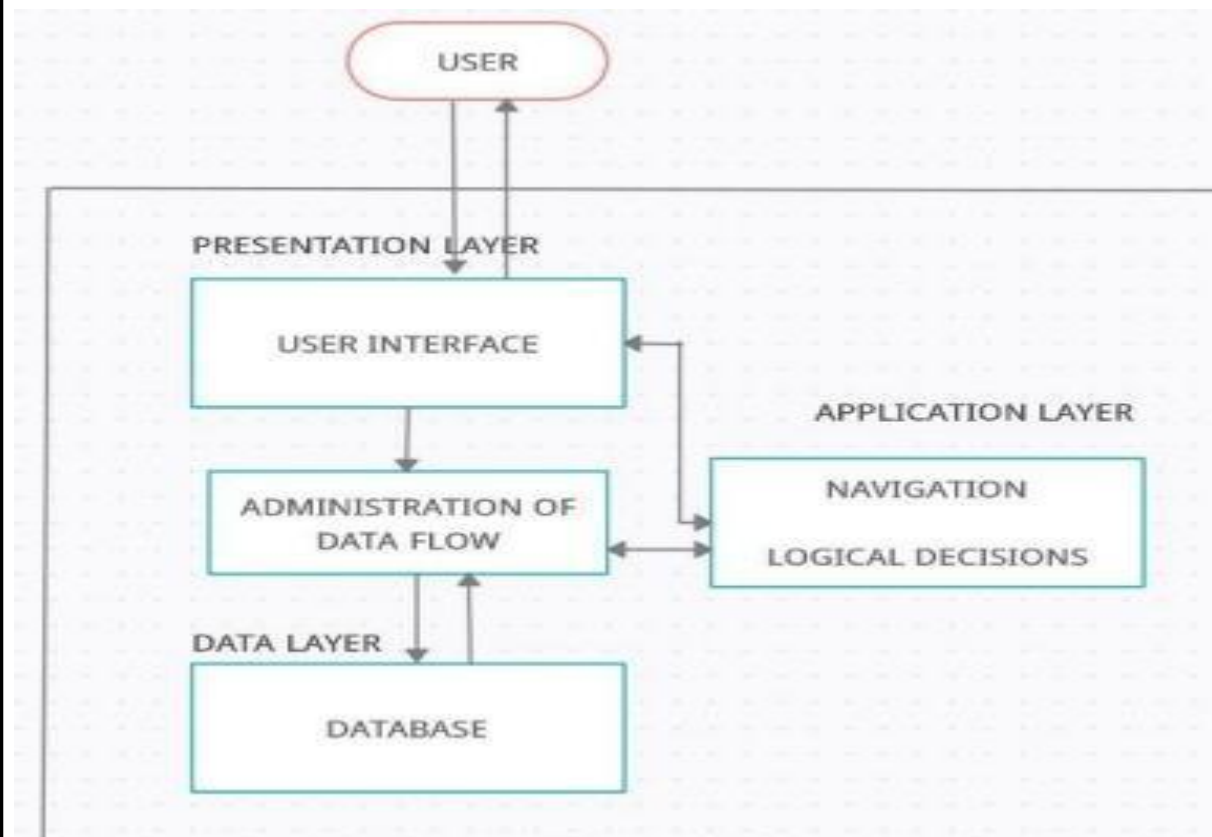 USER
PRESENTATION LAYER
USER INTERFACE
APPLICATION LAYER
NAVIGATION
LOGICAL DECISIONS
ADMINISTRATION OF
DATA FLOW
DATA LAYER
DATABASE